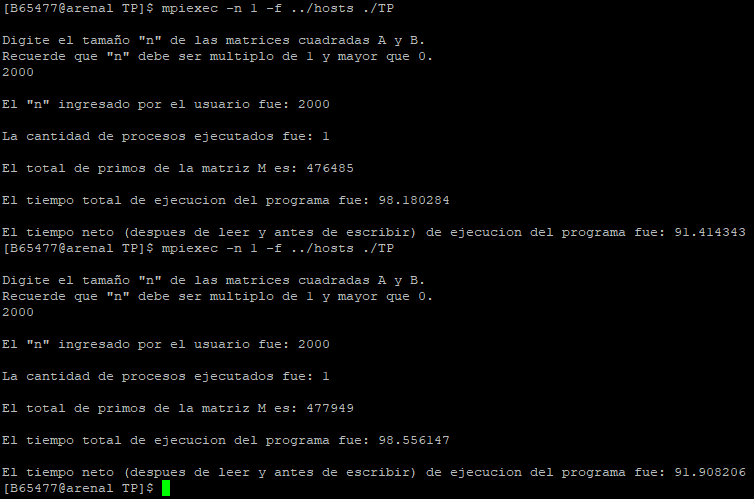 [B65477@arenal TP]$ mpiexec -n 1 -f ../hosts ./TP
Digite el tamaño "n" de las matrices cuadradas A y B.
Recuerde que "n" debe ser multiplo de 1 y mayor que 0.
2000
El "n" ingresado por el usuario fue: 2000
La cantidad de procesos ejecutados fue: 1
El total de primos de la matriz M es: 476485
El tiempo total de ejecucion del programa fue: 98.180284
El tiempo neto (despues de leer y antes de escribir) de ejecucion del programa fue: 91.414343
[B65477@arenal TP]$ mpiexec -n 1 -f ../hosts ./TP
Digite el tamaño "n" de las matrices cuadradas A y B.
Recuerde que "n" debe ser multiplo de 1 y mayor que 0.
2000
El "n" ingresado por el usuario fue: 2000
La cantidad de procesos ejecutados fue: 1
El total de primos de la matriz M es: 477949
El tiempo total de ejecucion del programa fue: 98.556147
El tiempo neto (despues de leer y antes de escribir) de ejecucion del programa fue: 91.908206
[B65477@arenal TP]$